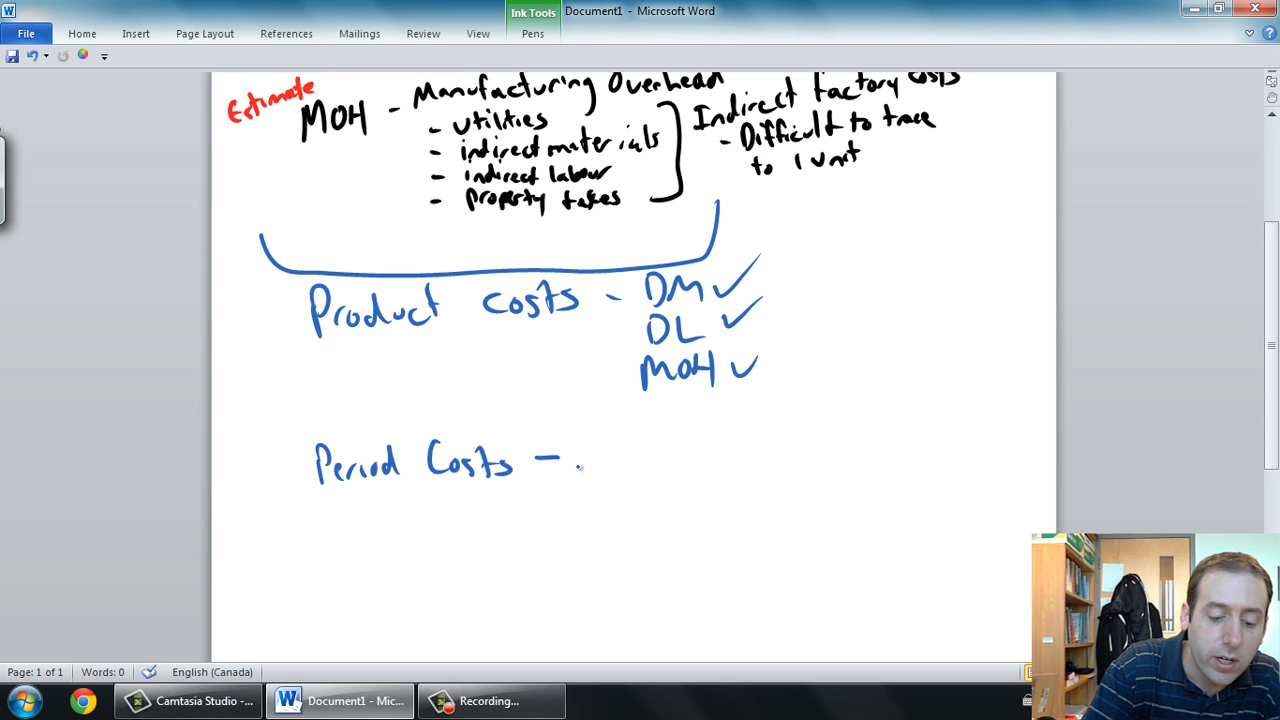 Ink Tools
Document1 - Microsoft Word
File Home Insert Page Layout References Mailings Review View Pens
Estimate
MOH - Manufacturing Overhead
- utilities
- indirect materials
- indirect labour
- property taxes
Indirect factory costs
- Difficult to trace
to 1 unit
Product costs - DM ✓
DL ✓
MOH ✓
Period Costs -
Page: 1 of 1 Words: 0 English (Canada)
Camtasia Studio -... Document1 - Micr... Recording...